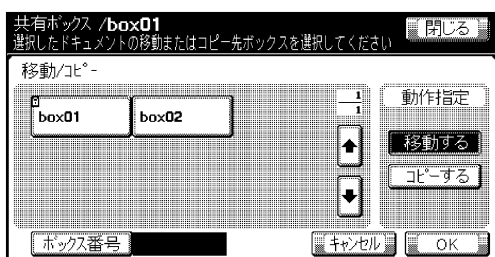 共有ボックス /box01
閉じる
選択したドキュメントの移動またはコピー先ボックスを選択してください
移動/コピー
box01
box02
1
1
動作指定
移動する
コピーする
ボックス番号
キャンセル
OK